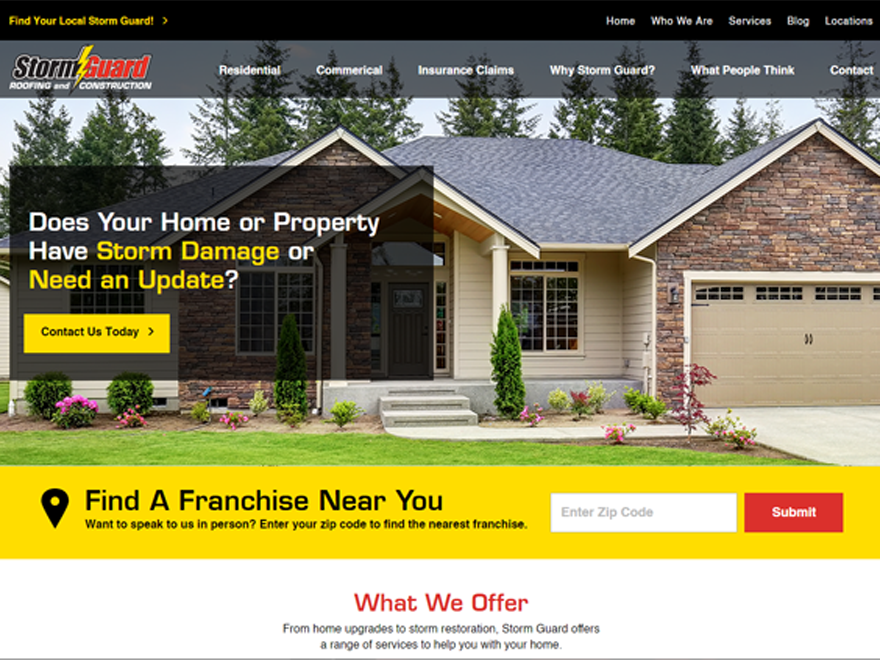 Find Your Local Storm Guard! >
Home Who We Are Services Blog Locations
Storm Guard
ROOFING and CONSTRUCTION
Residential Commerical Insurance Claims Why Storm Guard? What People Think Contact
Does Your Home or Property
Have Storm Damage or
Need an Update?
Contact Us Today >
Find A Franchise Near You
Want to speak to us in person? Enter your zip code to find the nearest franchise.
Enter Zip Code
Submit
What We Offer
From home upgrades to storm restoration, Storm Guard offers
a range of services to help you with your home.